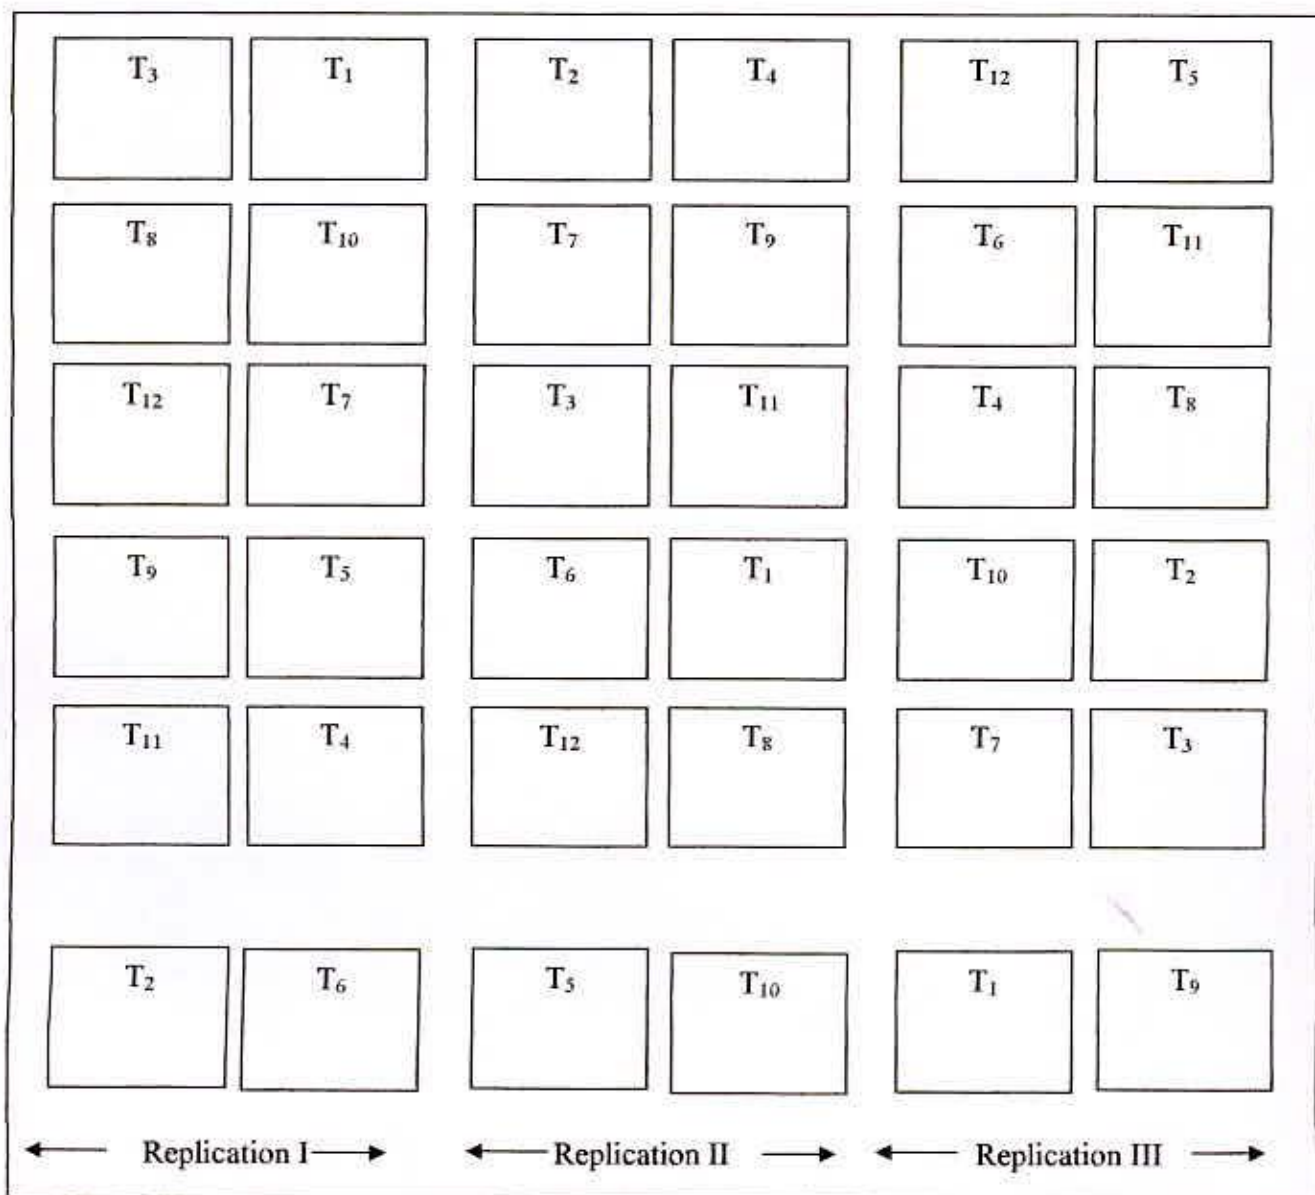 T₃ T₁ T₂ T₄ T₁₂ T₅
T₈ T₁₀ T₇ T₉ T₆ T₁₁
T₁₂ T₇ T₃ T₁₁ T₄ T₈
T₉ T₅ T₆ T₁ T₁₀ T₂
T₁₁ T₄ T₁₂ T₈ T₇ T₃
T₂ T₆ T₅ T₁₀ T₁ T₉
Replication I Replication II Replication III